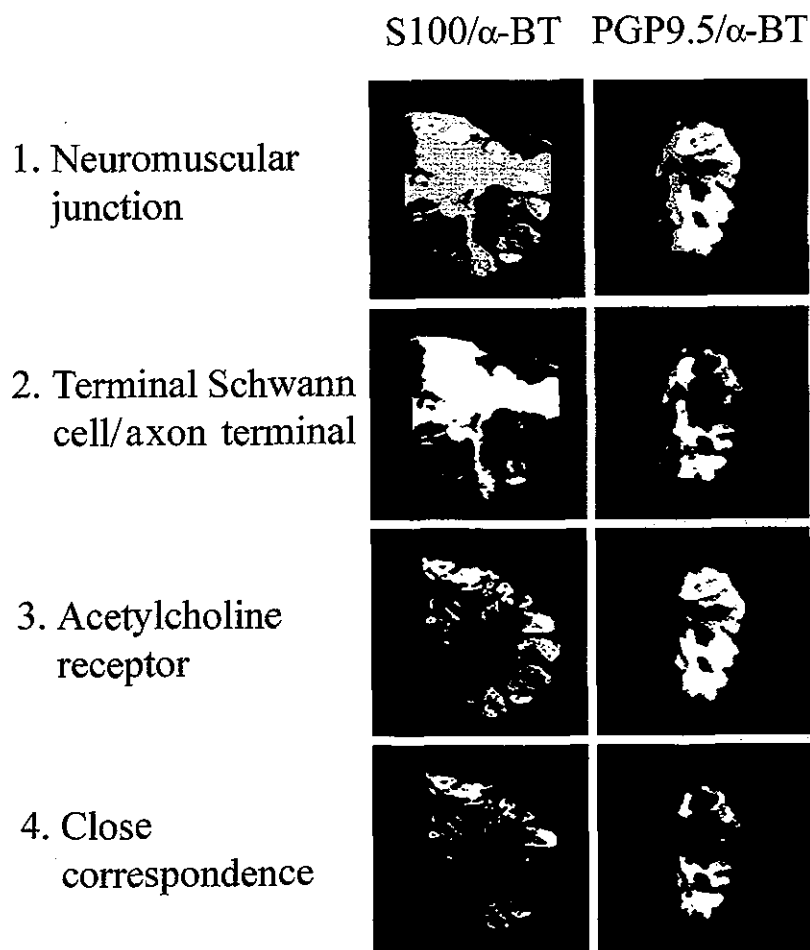 S100/α-BT PGP9.5/α-BT
1. Neuromuscular
junction
2. Terminal Schwann
cell/axon terminal
3. Acetylcholine
receptor
4. Close
correspondence